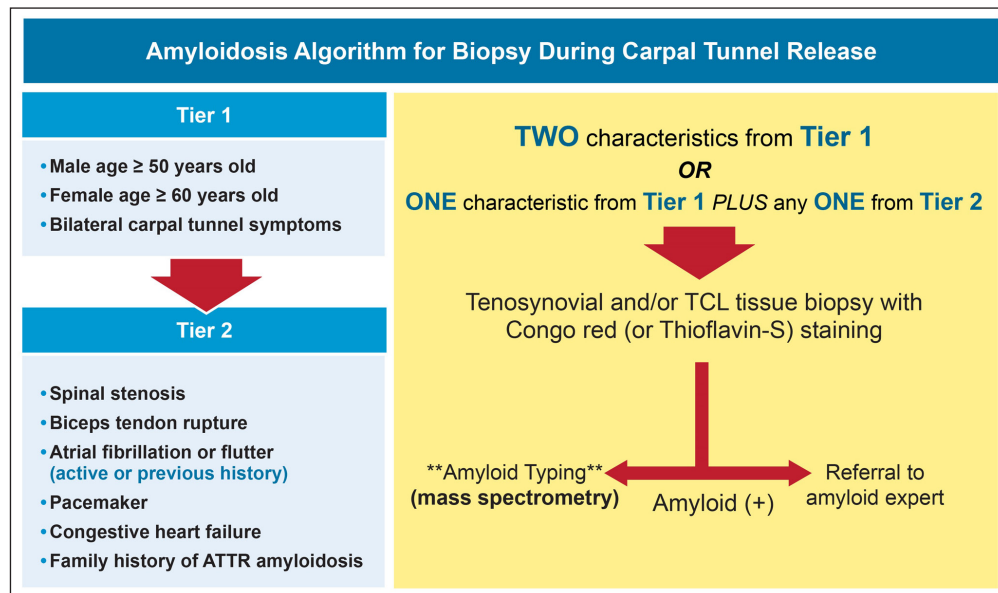 Amyloidosis Algorithm for Biopsy During Carpal Tunnel Release
Tier 1
• Male age ≥ 50 years old
• Female age ≥ 60 years old
• Bilateral carpal tunnel symptoms
Tier 2
• Spinal stenosis
• Biceps tendon rupture
• Atrial fibrillation or flutter
(active or previous history)
• Pacemaker
• Congestive heart failure
• Family history of ATTR amyloidosis
TWO characteristics from Tier 1
OR
ONE characteristic from Tier 1 PLUS any ONE from Tier 2
Tenosynovial and/or TCL tissue biopsy with
Congo red (or Thioflavin-S) staining
**Amyloid Typing**
(mass spectrometry)
Amyloid (+)
Referral to
amyloid expert